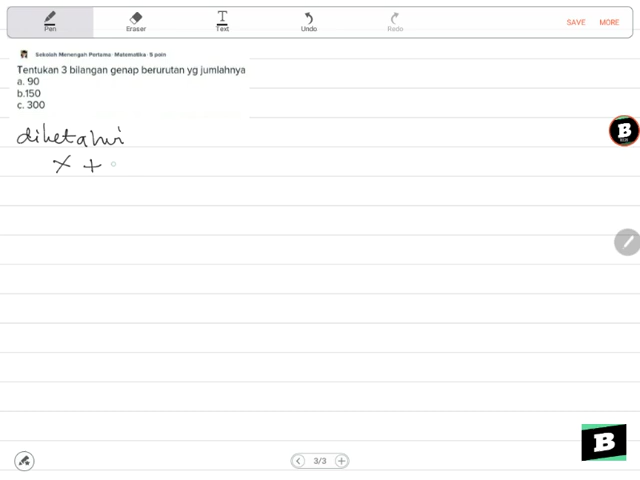 Pen Eraser Text Undo Redo SAVE MORE
Sekolah Menengah Pertama · Matematika · 5 poin
Tentukan 3 bilangan genap berurutan yg jumlahnya
a. 90
b.150
c. 300
diketahui
x +
B
B
3/3